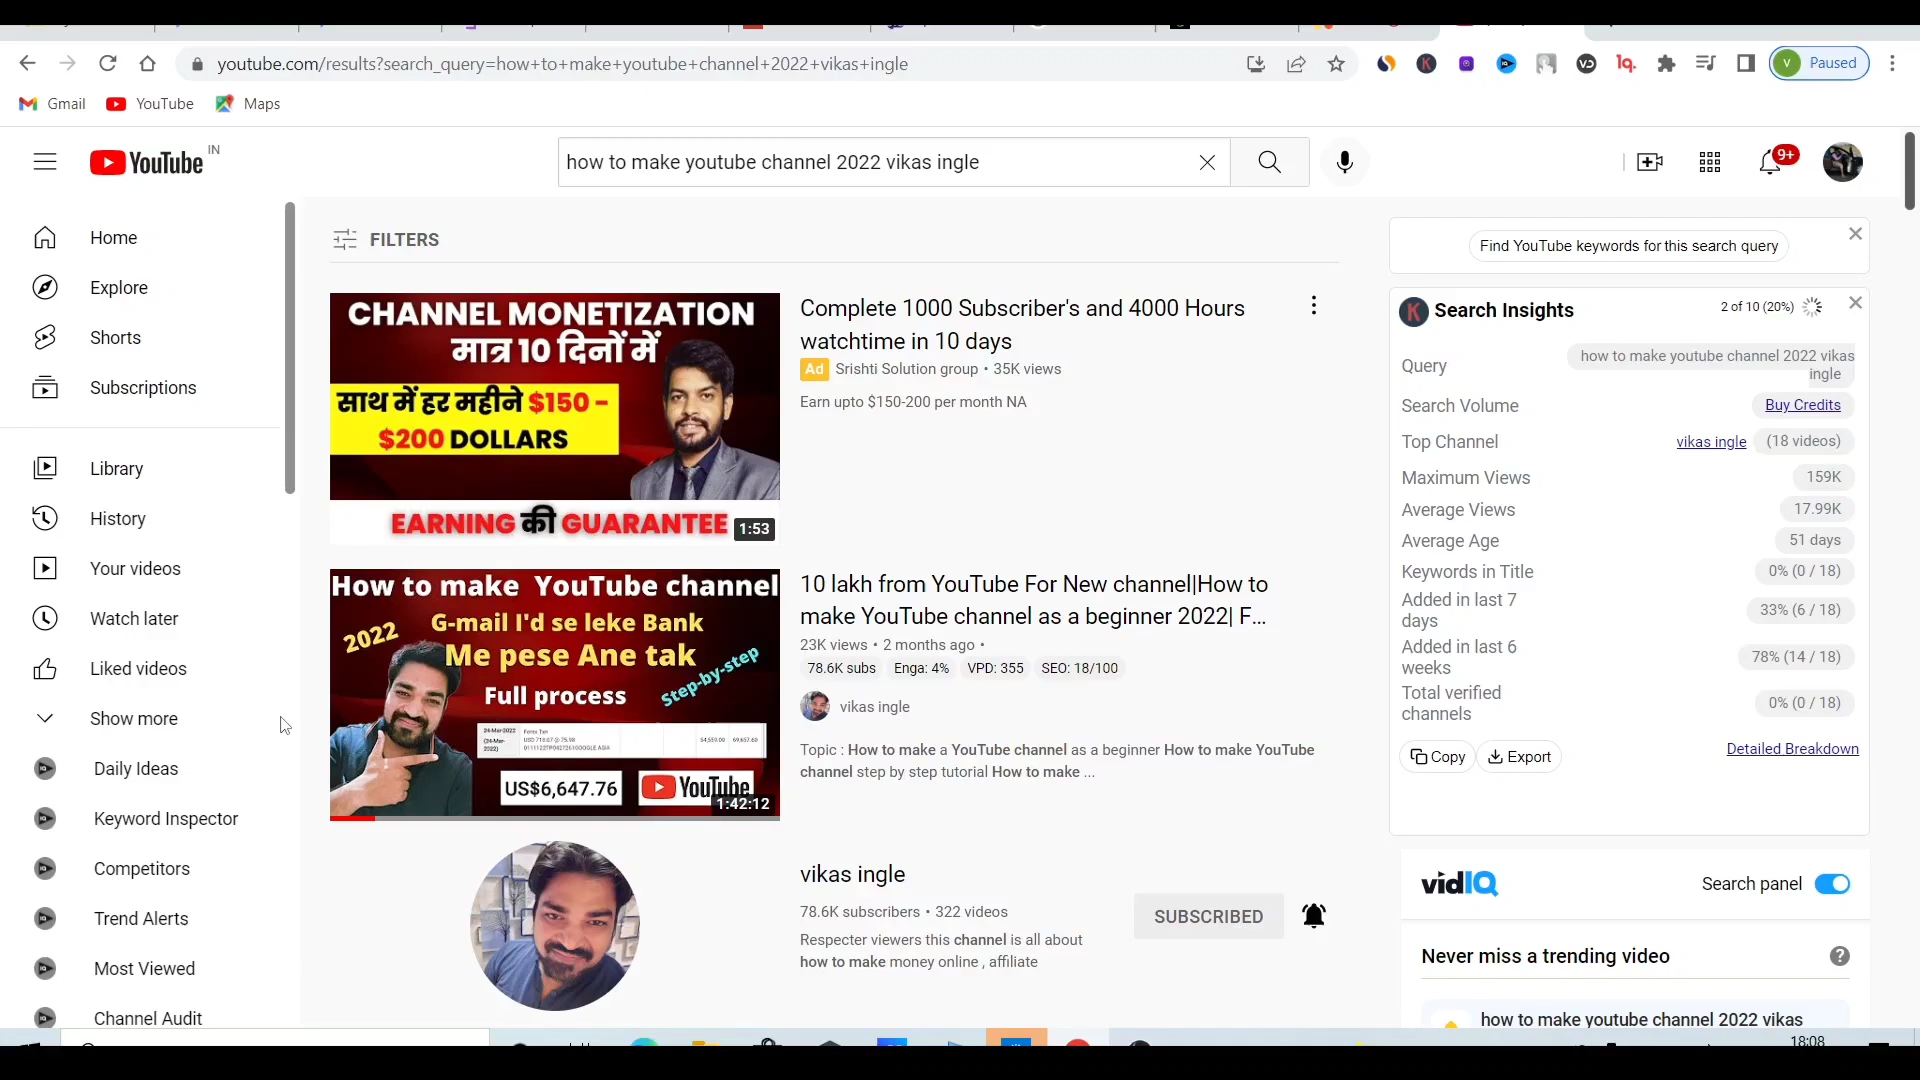 youtube.com/results?search_query=how+to+make+youtube+channel+2022+vikas+ingle
Paused
Gmail
YouTube
Maps
YouTube
IN
how to make youtube channel 2022 vikas ingle
9+
Home
Explore
Shorts
Subscriptions
Library
History
Your videos
Watch later
Liked videos
Show more
Daily Ideas
Keyword Inspector
Competitors
Trend Alerts
Most Viewed
Channel Audit
FILTERS
CHANNEL MONETIZATION
मात्र 10 दिनों में
साथ में हर महीने $150 -
$200 DOLLARS
EARNING की GUARANTEE
1:53
Complete 1000 Subscriber's and 4000 Hours
watchtime in 10 days
Ad Srishti Solution group • 35K views
Earn upto $150-200 per month NA
How to make YouTube channel
2022
G-mail I'd se leke Bank
Me pese Ane tak
Full process
Step-by-step
US$6,647.76
YouTube
1:42:12
10 lakh from YouTube For New channel|How to
make YouTube channel as a beginner 2022| F...
23K views • 2 months ago •
78.6K subs
Enga: 4%
VPD: 355
SEO: 18/100
vikas ingle
Topic : How to make a YouTube channel as a beginner How to make YouTube
channel step by step tutorial How to make ...
vikas ingle
78.6K subscribers • 322 videos
Respecter viewers this channel is all about
how to make money online , affiliate
SUBSCRIBED
Find YouTube keywords for this search query
K Search Insights
2 of 10 (20%)
Query
how to make youtube channel 2022 vikas
ingle
Search Volume
Buy Credits
Top Channel
vikas ingle
(18 videos)
Maximum Views
159K
Average Views
17.99K
Average Age
51 days
Keywords in Title
0% (0 / 18)
Added in last 7
days
33% (6 / 18)
Added in last 6
weeks
78% (14 / 18)
Total verified
channels
0% (0 / 18)
Copy
Export
Detailed Breakdown
vidIQ
Search panel
Never miss a trending video
how to make youtube channel 2022 vikas
18:08